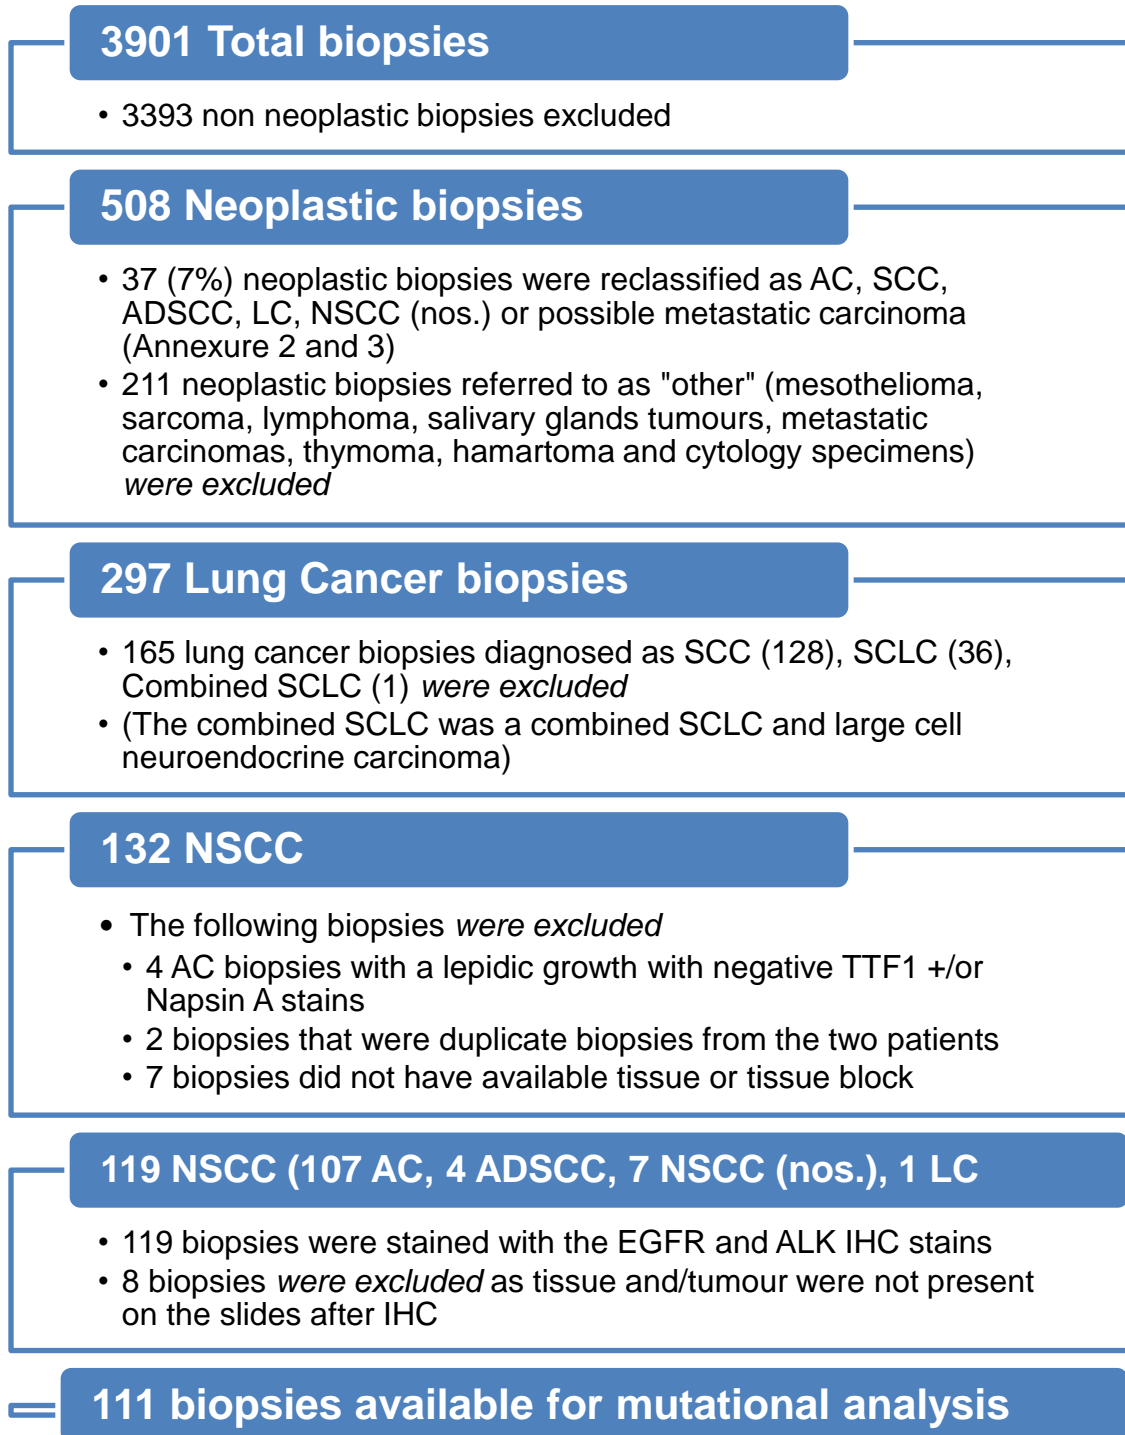 3901 Total biopsies
• 3393 non neoplastic biopsies excluded
508 Neoplastic biopsies
• 37 (7%) neoplastic biopsies were reclassified as AC, SCC,
ADSCC, LC, NSCC (nos.) or possible metastatic carcinoma
(Annexure 2 and 3)
• 211 neoplastic biopsies referred to as "other" (mesothelioma,
sarcoma, lymphoma, salivary glands tumours, metastatic
carcinomas, thymoma, hamartoma and cytology specimens)
were excluded
297 Lung Cancer biopsies
• 165 lung cancer biopsies diagnosed as SCC (128), SCLC (36),
Combined SCLC (1) were excluded
• (The combined SCLC was a combined SCLC and large cell
neuroendocrine carcinoma)
132 NSCC
• The following biopsies were excluded
• 4 AC biopsies with a lepidic growth with negative TTF1 +/or
Napsin A stains
• 2 biopsies that were duplicate biopsies from the two patients
• 7 biopsies did not have available tissue or tissue block
119 NSCC (107 AC, 4 ADSCC, 7 NSCC (nos.), 1 LC
• 119 biopsies were stained with the EGFR and ALK IHC stains
• 8 biopsies were excluded as tissue and/tumour were not present
on the slides after IHC
111 biopsies available for mutational analysis